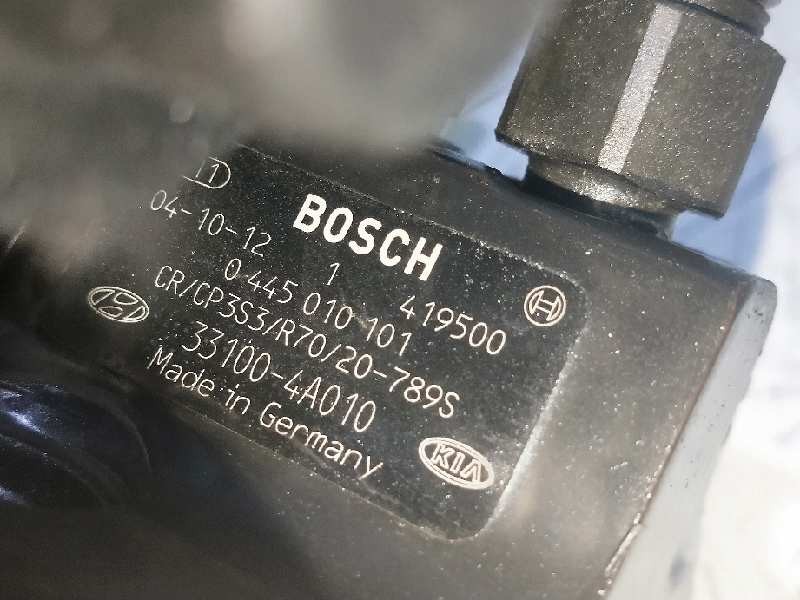 11
BOSCH
04-10-12 1 419500
0 445 010 101
CR/CP3S3/R70/20-789S
33100-4A010
Made in Germany
KIA